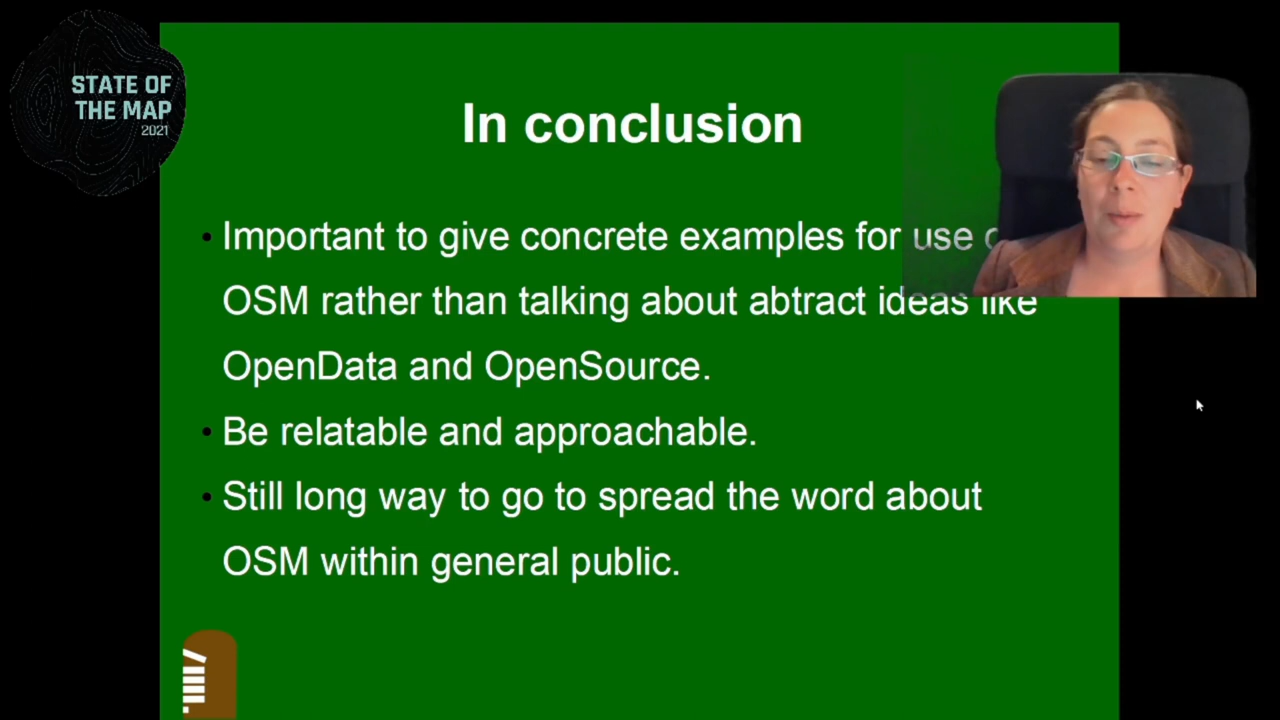 STATE OF
THE MAP
2021
In conclusion
• Important to give concrete examples for use
OSM rather than talking about abtract ideas like
OpenData and OpenSource.
• Be relatable and approachable.
• Still long way to go to spread the word about
OSM within general public.